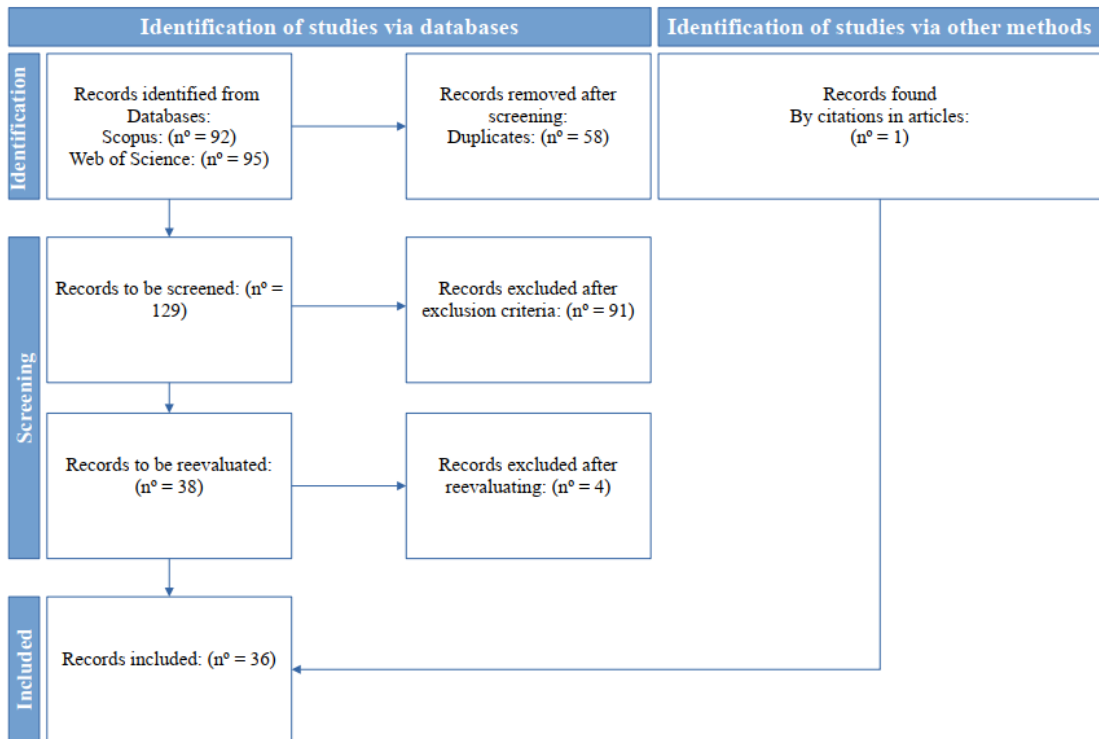 Identification of studies via databases
Identification of studies via other methods
Identification
Records identified from
Databases:
Scopus: (nº = 92)
Web of Science: (nº = 95)
Records removed after
screening:
Duplicates: (nº = 58)
Records found
By citations in articles:
(nº = 1)
Screening
Records to be screened: (nº =
129)
Records excluded after
exclusion criteria: (nº = 91)
Records to be reevaluated:
(nº = 38)
Records excluded after
reevaluating: (nº = 4)
Included
Records included: (nº = 36)